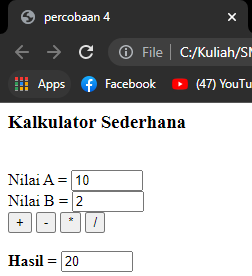 percobaan 4
File | C:/Kuliah/SM
Apps Facebook (47) YouTu
Kalkulator Sederhana
Nilai A = 10
Nilai B = 2
+ - * /
Hasil = 20